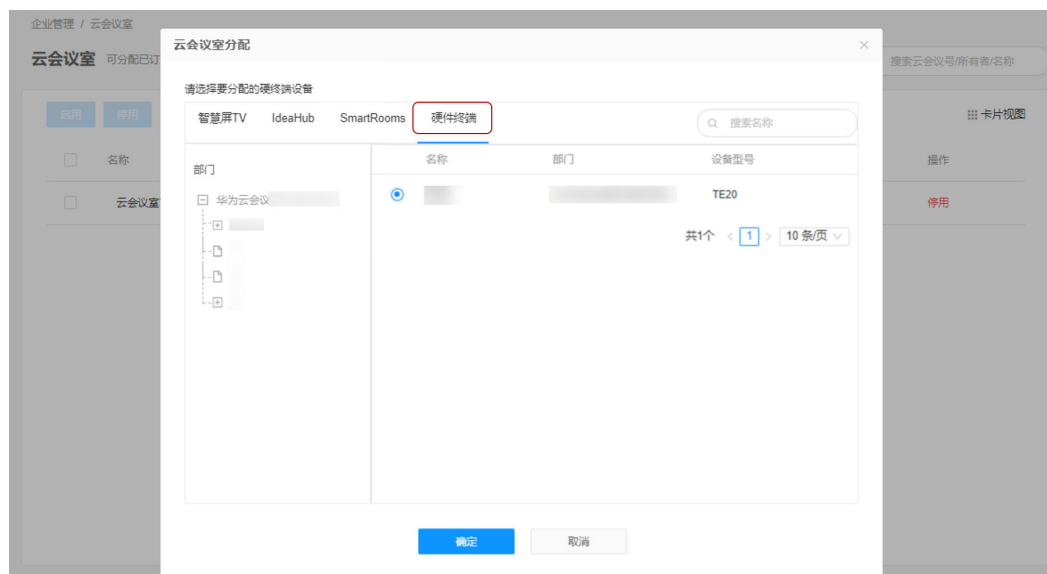 企业管理 / 云会议室
云会议室 可分配已订
搜索云会议号/所有者/名称
启用 停用
卡片视图
名称 操作
云会议室 停用
云会议室分配
请选择要分配的硬终端设备
智慧屏TV IdeaHub SmartRooms 硬件终端
搜索名称
部门
华为云会议
名称 部门 设备型号
TE20
共1个 < 1 > 10 条/页
确定 取消